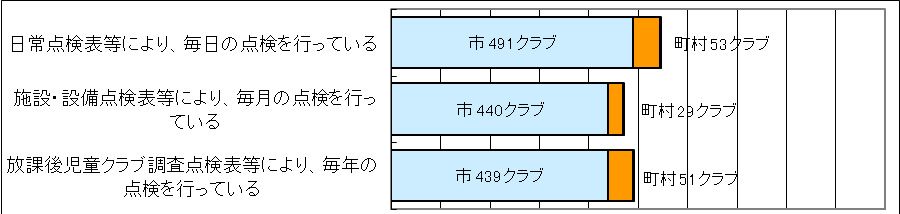 日常点検表等により、毎日の点検を行っている
市 491クラブ
町村53クラブ
施設・設備点検表等により、毎月の点検を行っ
ている
市 440クラブ
町村29クラブ
放課後児童クラブ調査点検表等により、毎年の
点検を行っている
市 439クラブ
町村51クラブ